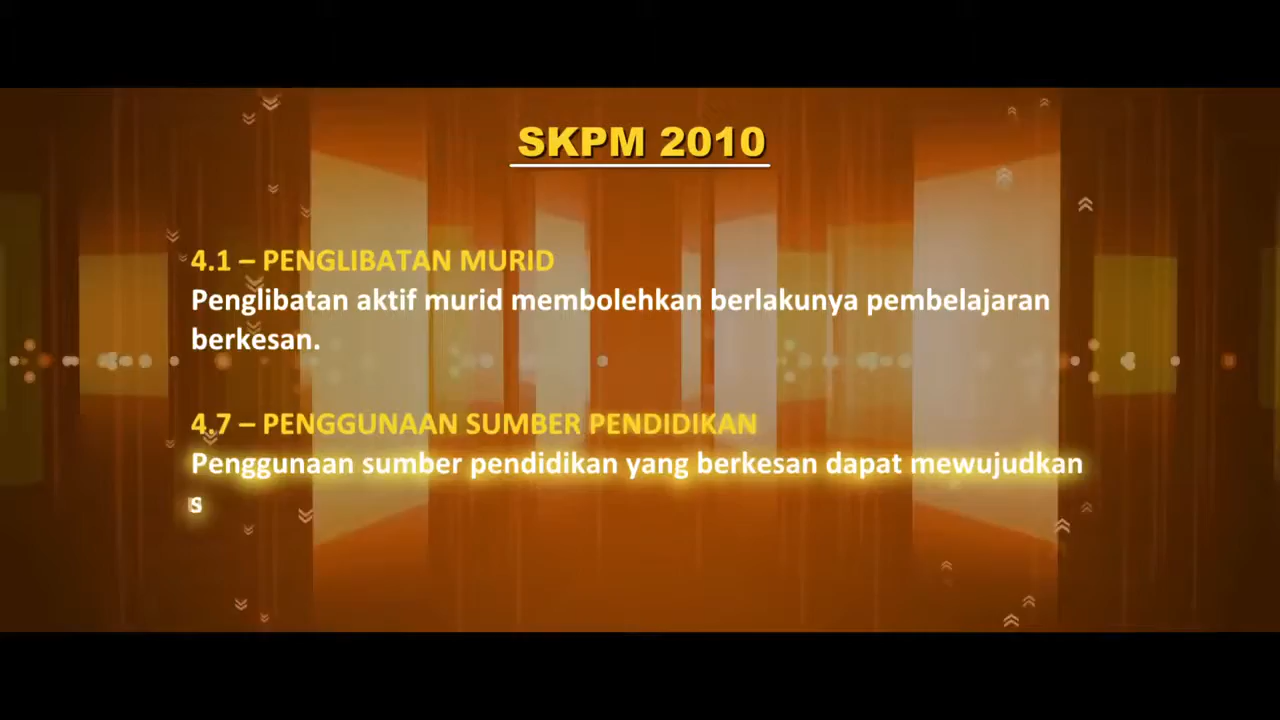 SKPM 2010
4.1 – PENGLIBATAN MURID
Penglibatan aktif murid membolehkan berlakunya pembelajaran
berkesan.
4.7 – PENGGUNAAN SUMBER PENDIDIKAN
Penggunaan sumber pendidikan yang berkesan dapat mewujudkan
s